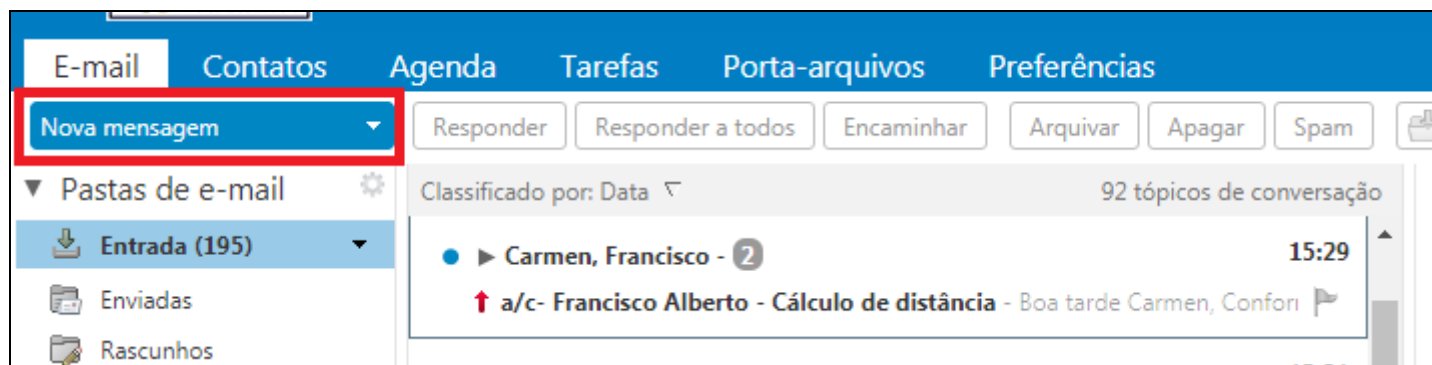 E-mail Contatos Agenda Tarefas Porta-arquivos Preferências
Nova mensagem Responder Responder a todos Encaminhar Arquivar Apagar Spam
Pastas de e-mail
Classificado por: Data 92 tópicos de conversação
Entrada (195)
Carmen, Francisco - 2 15:29
a/c- Francisco Alberto - Cálculo de distância - Boa tarde Carmen,
Enviadas
Rascunhos